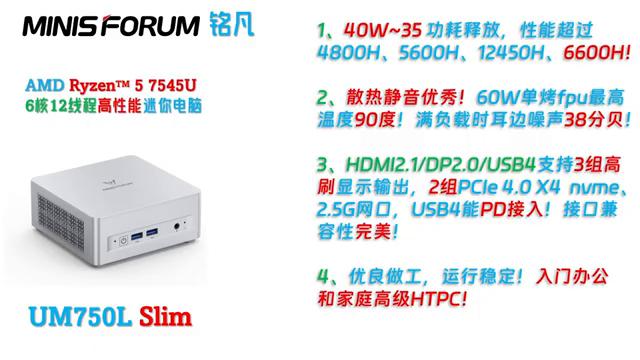 MINISFORUM 铭凡
AMD Ryzen™ 5 7545U
6核12线程高性能迷你电脑
MINISFORUM
UM750L Slim
1、40W~35 功耗释放，性能超过
4800H、5600H、12450H、6600H!
2、散热静音优秀！60W单烤fpu最高
温度90度！满负载时耳边噪声38分贝！
3、HDMI2.1/DP2.0/USB4支持3组高
刷显示输出，2组PCIe 4.0 X4 nvme、
2.5G网口，USB4能PD接入！接口兼
容性完美！
4、优良做工，运行稳定！入门办公
和家庭高级HTPC!